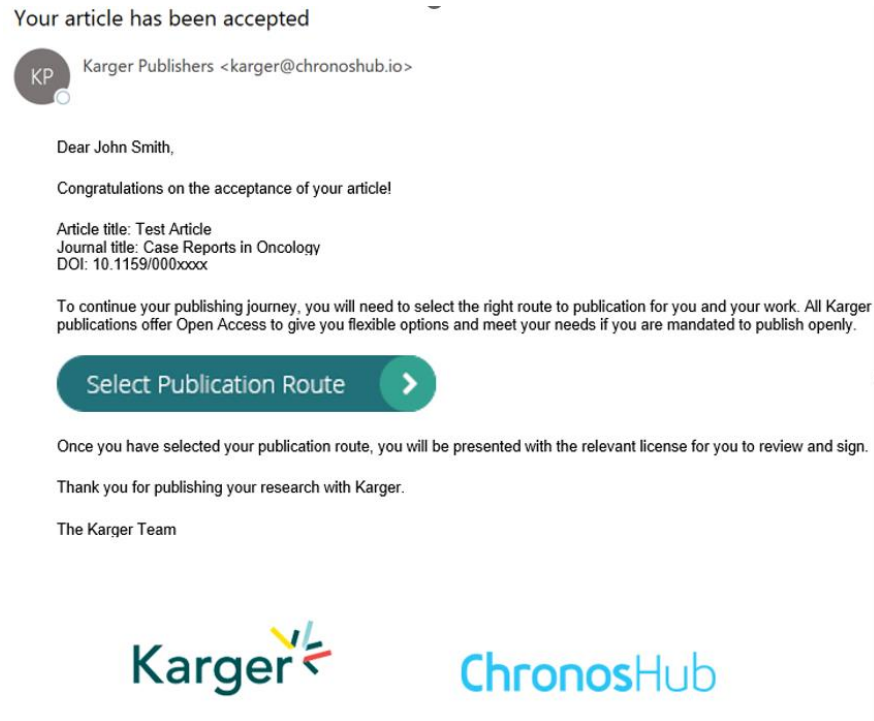 Your article has been accepted
KP
Karger Publishers <karger@chronoshub.io>
Dear John Smith,
Congratulations on the acceptance of your article!
Article title: Test Article
Journal title: Case Reports in Oncology
DOI: 10.1159/000xxxx
To continue your publishing journey, you will need to select the right route to publication for you and your work. All Karger
publications offer Open Access to give you flexible options and meet your needs if you are mandated to publish openly.
Select Publication Route
Once you have selected your publication route, you will be presented with the relevant license for you to review and sign.
Thank you for publishing your research with Karger.
The Karger Team
Karger
ChronosHub